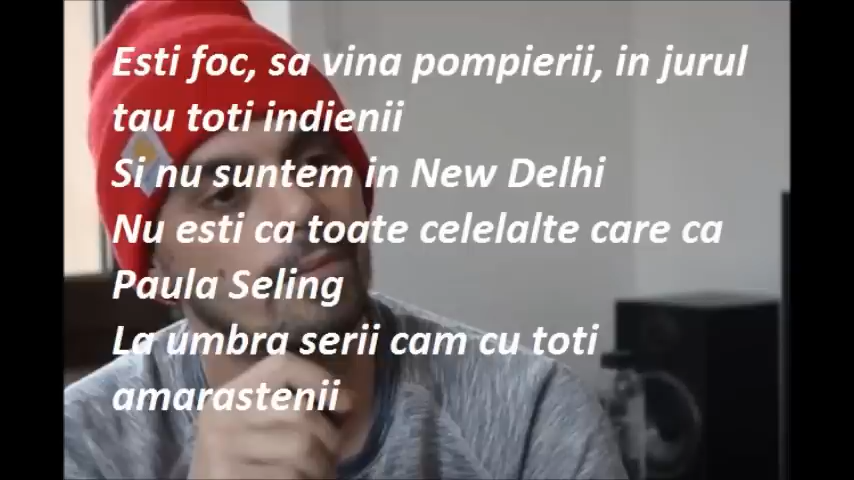 Esti foc, sa vina pompierii, in jurul
tau toti indienii
Si nu suntem in New Delhi
Nu esti ca toate celelalte care ca
Paula Seling
La umbra serii cam cu toti
amarastenii